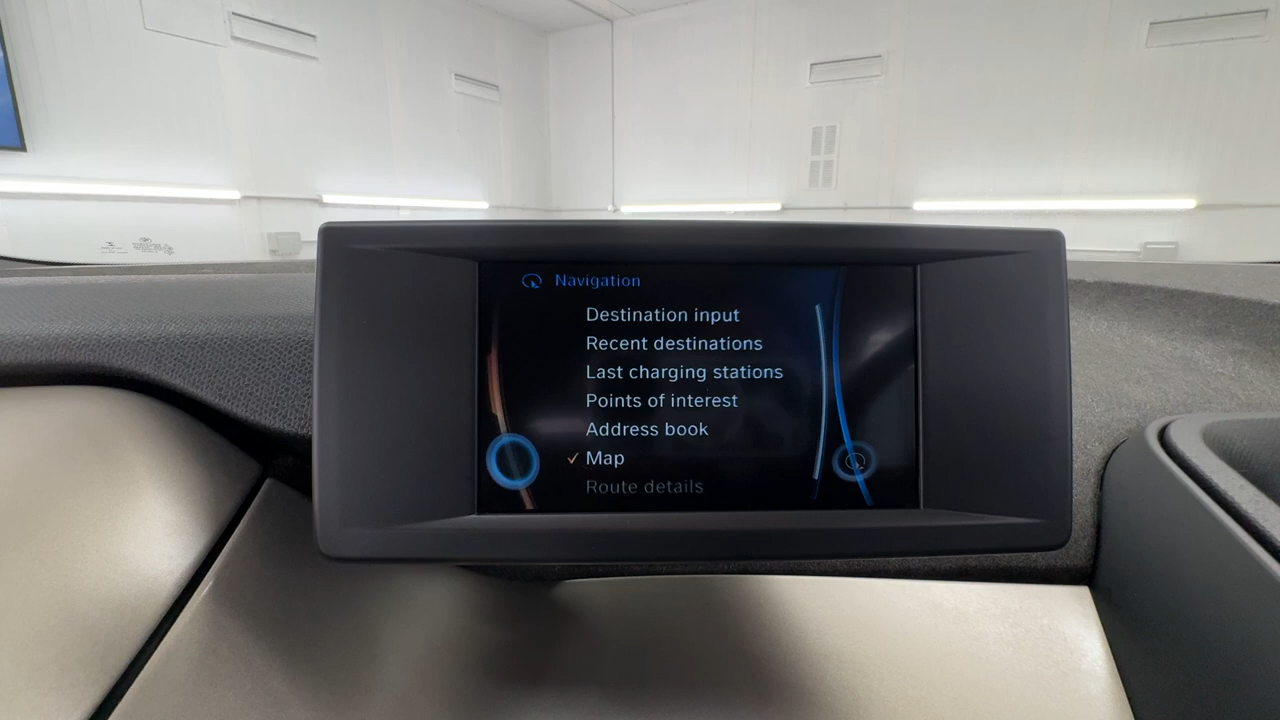 Navigation
Destination input
Recent destinations
Last charging stations
Points of interest
Address book
Map
Route details